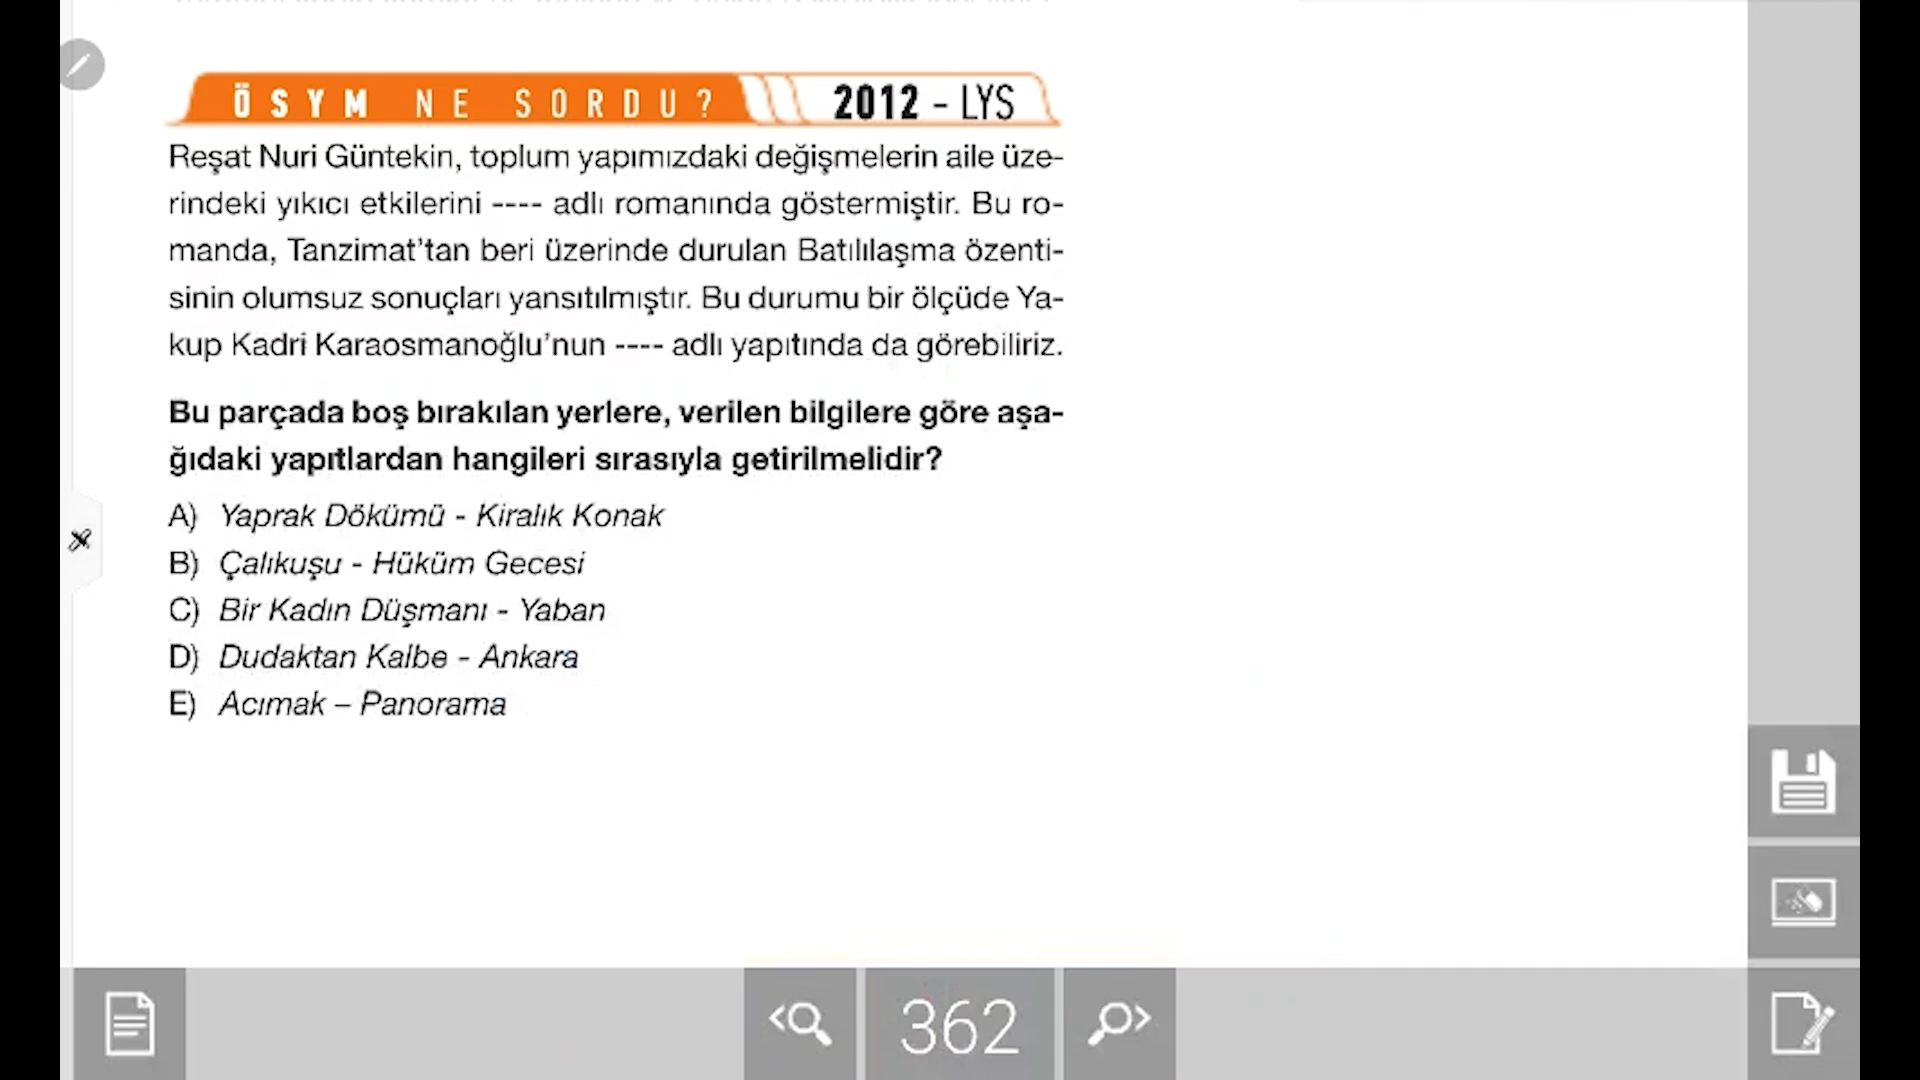 ÖSYM NE SORDU? 2012 - LYS
Reşat Nuri Güntekin, toplum yapımızdaki değişmelerin aile üze-
rindeki yıkıcı etkilerini ---- adlı romanında göstermiştir. Bu ro-
manda, Tanzimat’tan beri üzerinde durulan Batılılaşma özenti-
sinin olumsuz sonuçları yansıtılmıştır. Bu durumu bir ölçüde Ya-
kup Kadri Karaosmanoğlu’nun ---- adlı yapıtında da görebiliriz.
Bu parçada boş bırakılan yerlere, verilen bilgilere göre aşa-
ğıdaki yapıtlardan hangileri sırasıyla getirilmelidir?
A) Yaprak Dökümü - Kiralık Konak
B) Çalıkuşu - Hüküm Gecesi
C) Bir Kadın Düşmanı - Yaban
D) Dudaktan Kalbe - Ankara
E) Acımak – Panorama
362